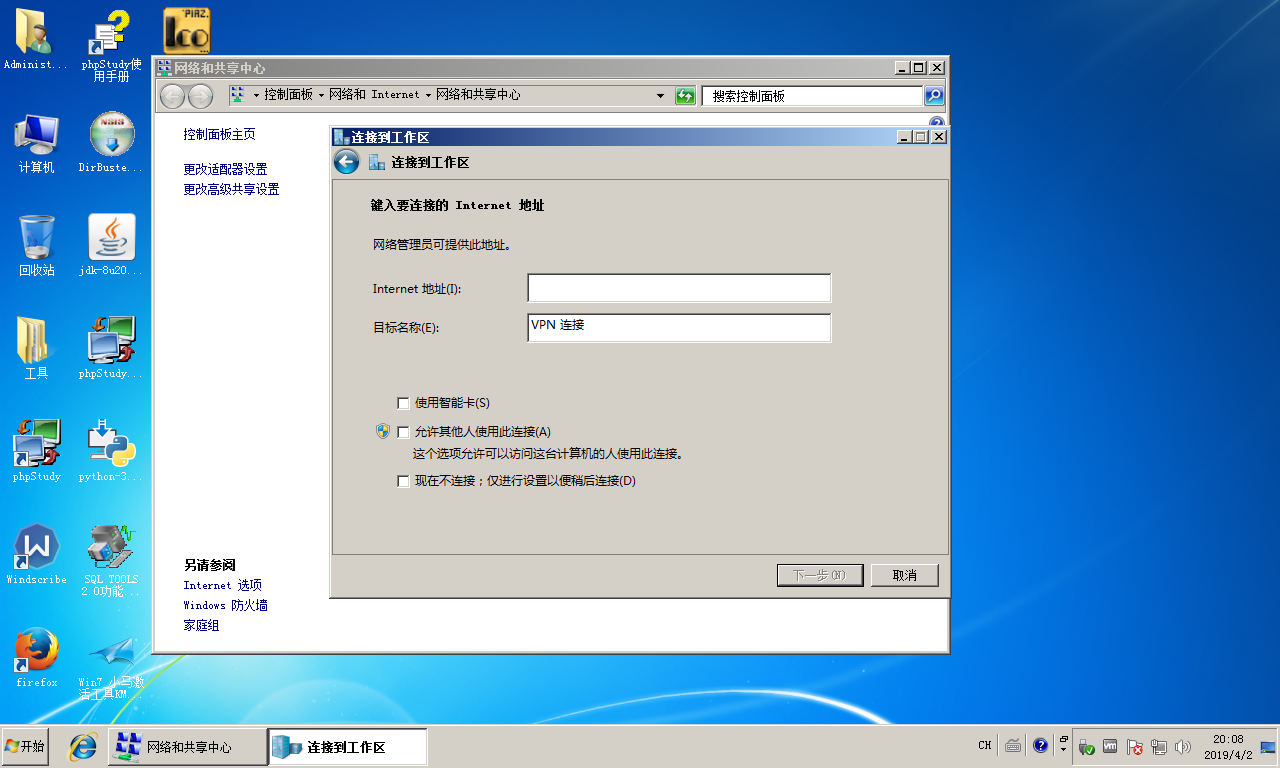 Administ...
phpStudy使
用手册
'PIAZ.
Ico
计算机
NSIS
DirBuste...
回收站
jdk-8u20...
工具
phpStudy...
phpStudy
python-3...
Windscribe
SQL TOOLS
2.0功能...
firefox
Win7 小马激
活工具KM...
网络和共享中心
控制面板 网络和 Internet 网络和共享中心
搜索控制面板
控制面板主页
更改适配器设置
更改高级共享设置
另请参阅
Internet 选项
Windows 防火墙
家庭组
连接到工作区
连接到工作区
键入要连接的 Internet 地址
网络管理员可提供此地址。
Internet 地址(I):
目标名称(E):
VPN 连接
使用智能卡(S)
允许其他人使用此连接(A)
这个选项允许可以访问这台计算机的人使用此连接。
现在不连接；仅进行设置以便稍后连接(D)
下一步(N)
取消
开始
网络和共享中心
连接到工作区
CH
20:08
2019/4/2